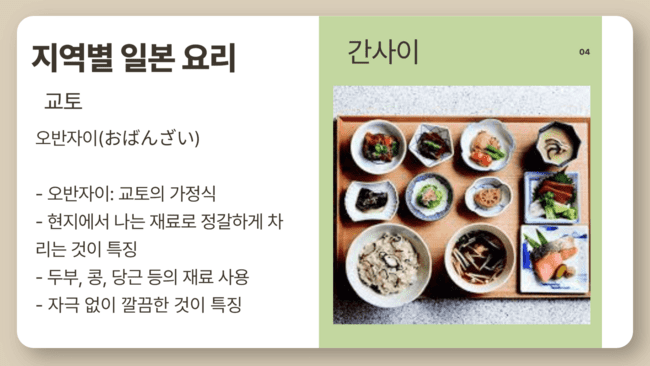 지역별 일본 요리
교토
오반자이(おばんざい)
- 오반자이: 교토의 가정식
- 현지에서 나는 재료로 정갈하게 차
리는 것이 특징
- 두부, 콩, 당근 등의 재료 사용
- 자극 없이 깔끔한 것이 특징
간사이
04